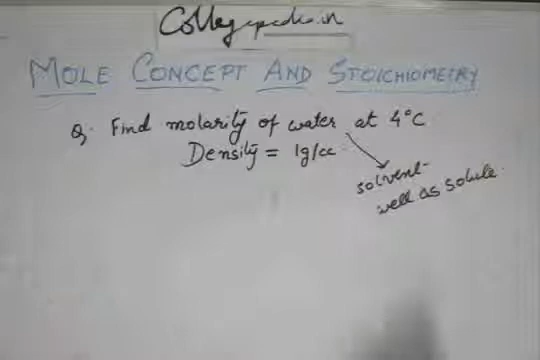 Collegepedia.in
MOLE CONCEPT AND STOICHIOMETRY
Q. Find molarity of water at 4°C
Density = 1g/cc
solvent
well as solute